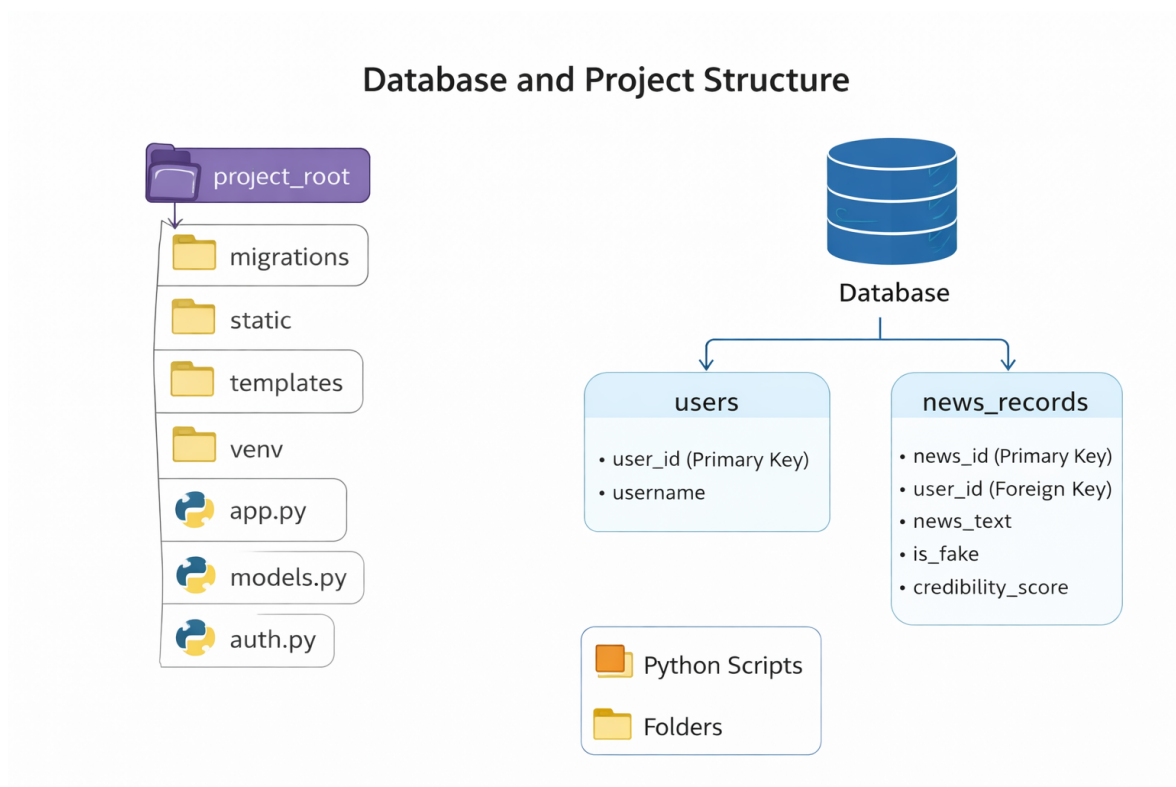 Database and Project Structure
project_root
migrations
static
templates
venv
app.py
models.py
auth.py
Database
users
• user_id (Primary Key)
• username
news_records
• news_id (Primary Key)
• user_id (Foreign Key)
• news_text
• is_fake
• credibility_score
Python Scripts
Folders